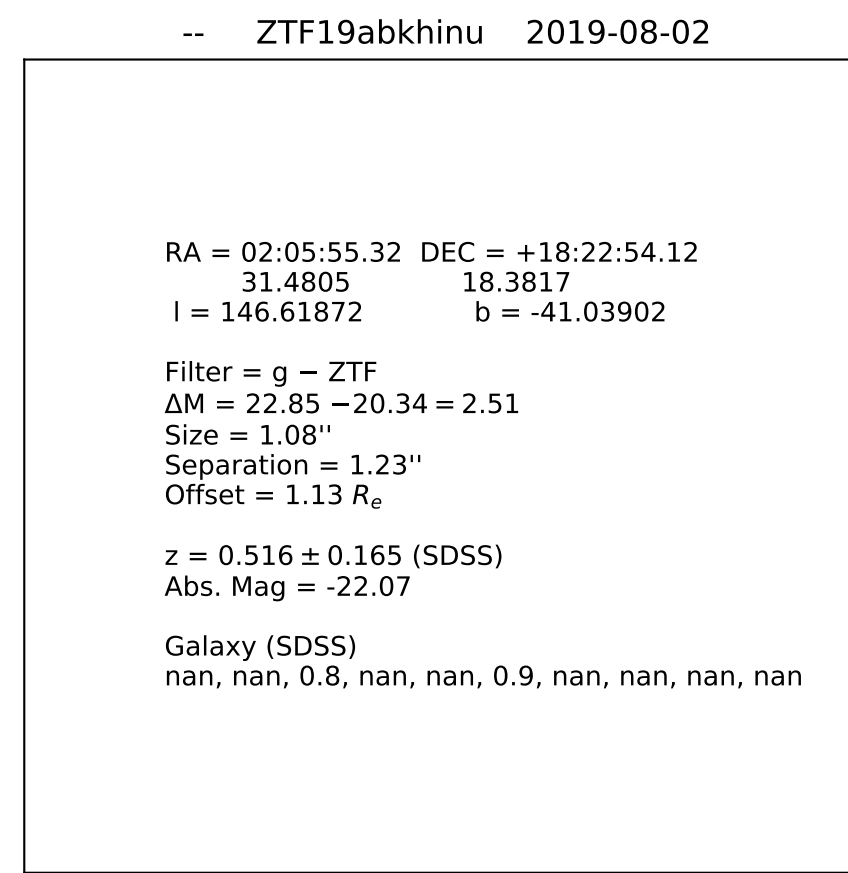 -- ZTF19abkhinu 2019-08-02
RA = 02:05:55.32 DEC = +18:22:54.12
31.4805 18.3817
l = 146.61872 b = -41.03902
Filter = g − ZTF
ΔM = 22.85 −20.34 = 2.51
Size = 1.08''
Separation = 1.23''
Offset = 1.13 Rₑ
z = 0.516 ± 0.165 (SDSS)
Abs. Mag = -22.07
Galaxy (SDSS)
nan, nan, 0.8, nan, nan, 0.9, nan, nan, nan, nan